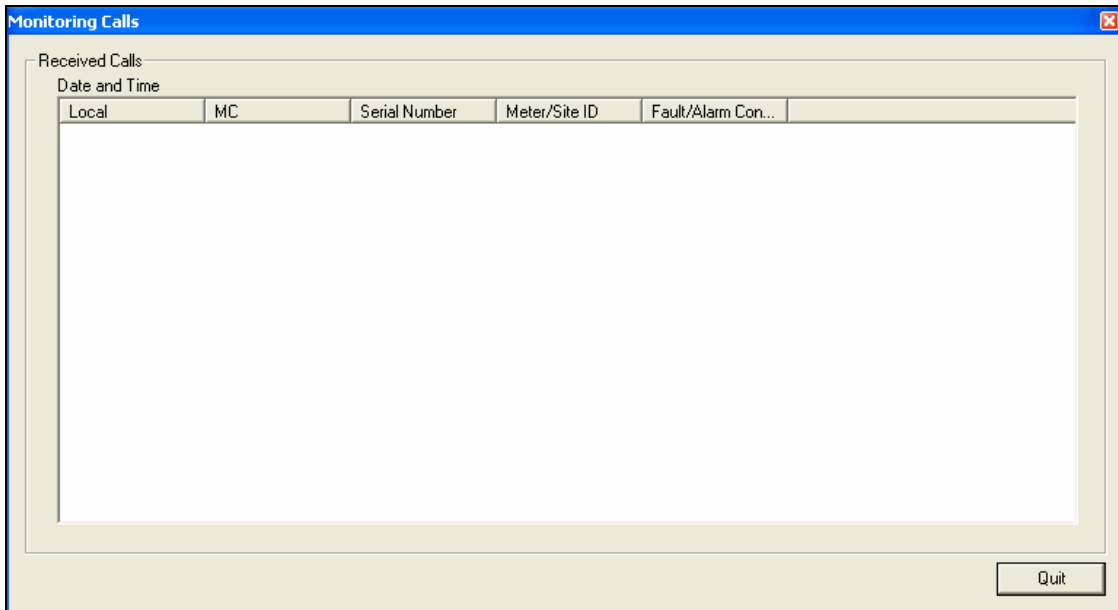 Monitoring Calls
Received Calls
Date and Time
Local MC Serial Number Meter/Site ID Fault/Alarm Con...
Quit